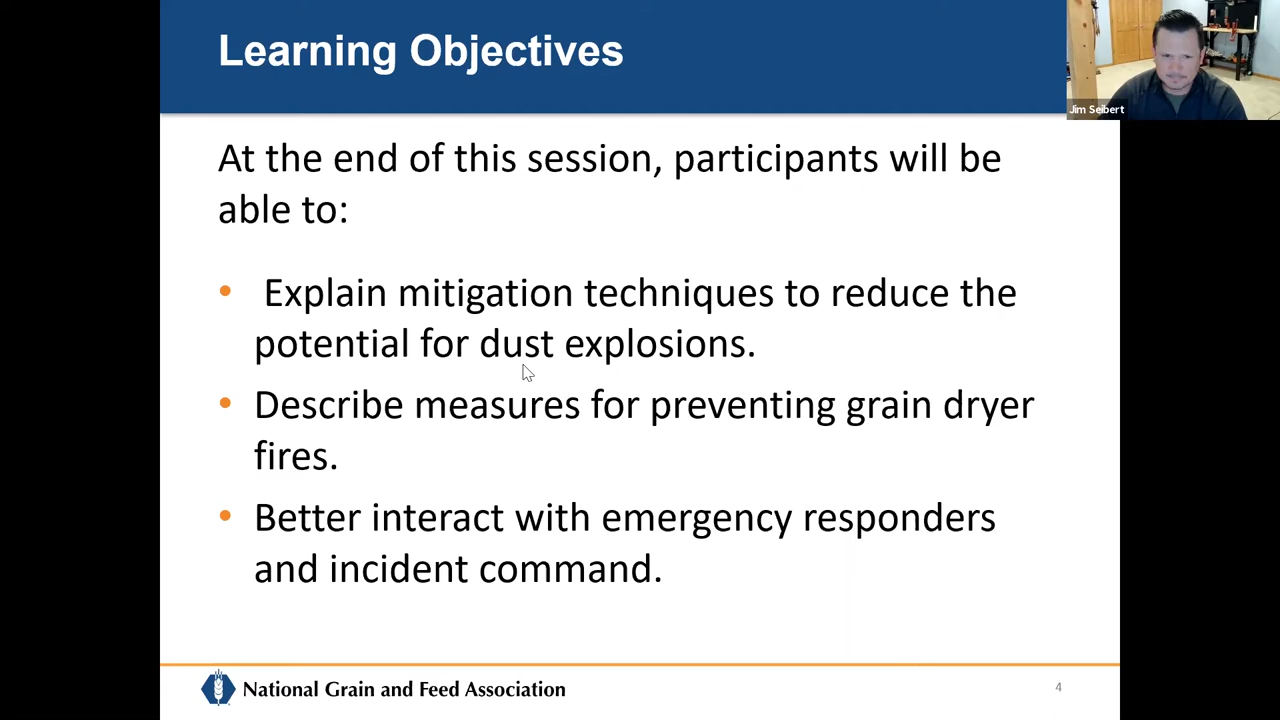 Learning Objectives
Jim Seibert
At the end of this session, participants will be
able to:
• Explain mitigation techniques to reduce the
potential for dust explosions.
• Describe measures for preventing grain dryer
fires.
• Better interact with emergency responders
and incident command.
National Grain and Feed Association
4